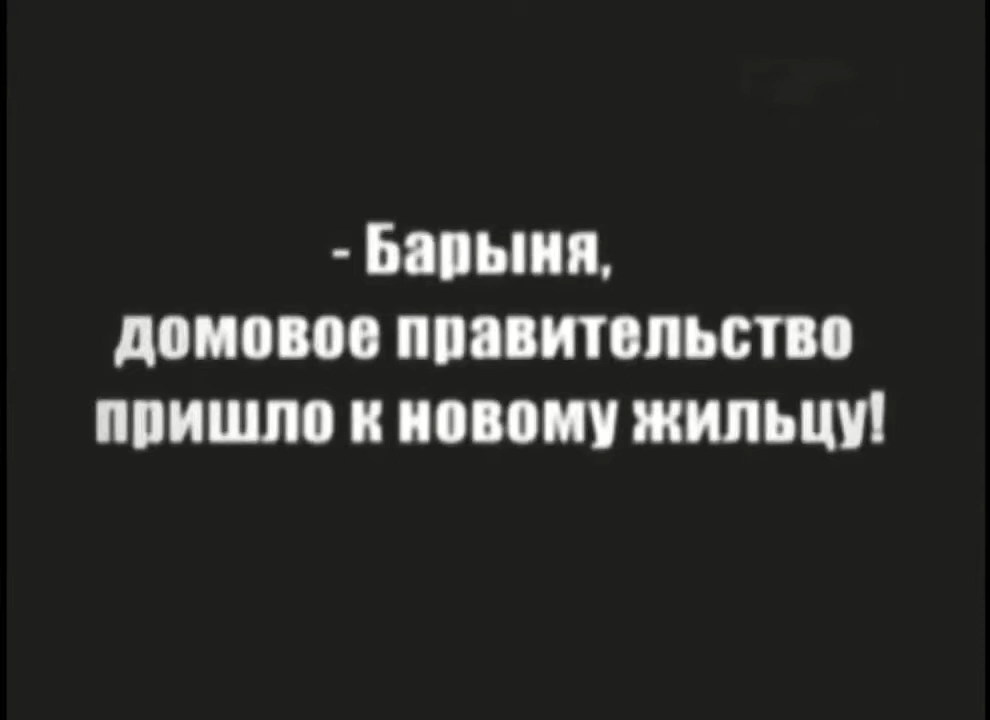 - Барыня,
домовое правительство
пришло к новому жильцу!